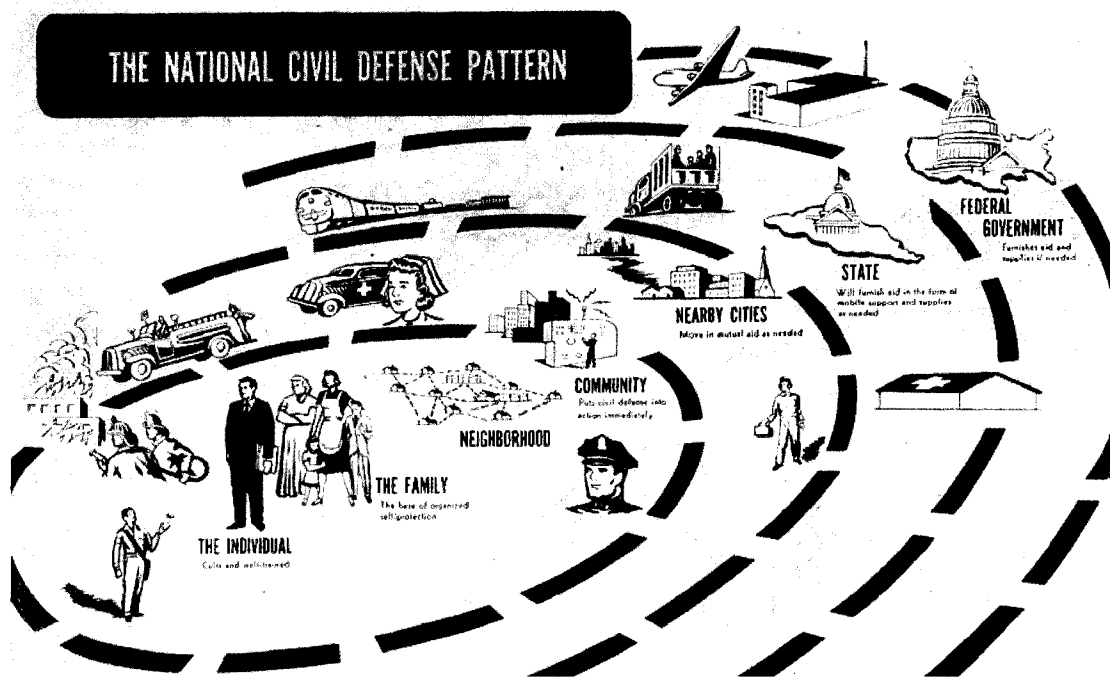 THE NATIONAL CIVIL DEFENSE PATTERN
FEDERAL
GOVERNMENT
Furnishes aid and
supplies if needed
STATE
Will furnish aid in the form of
mobile support and supplies
as needed
NEARBY CITIES
Move in mutual aid as needed
COMMUNITY
Puts civil defense into
action immediately
NEIGHBORHOOD
THE FAMILY
The base of organized
self-protection
THE INDIVIDUAL
Calm and well-trained